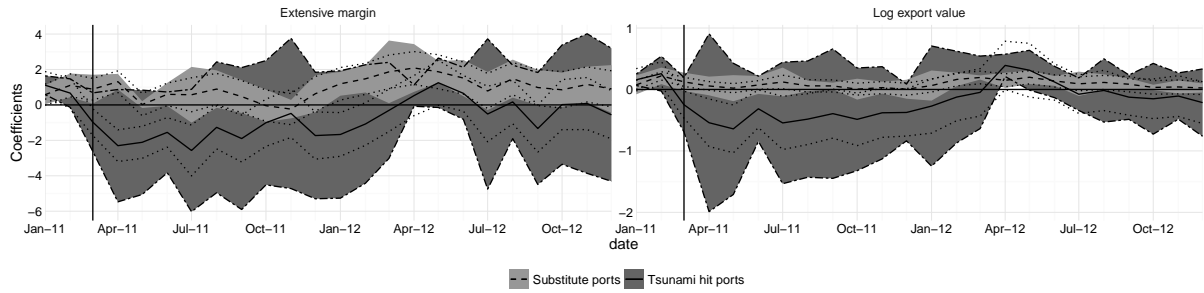 Extensive margin
Log export value
Coefficients
4
2
0
−2
−4
−6
1
0
−1
−2
Jan−11 Apr−11 Jul−11 Oct−11 Jan−12 Apr−12 Jul−12 Oct−12
Jan−11 Apr−11 Jul−11 Oct−11 Jan−12 Apr−12 Jul−12 Oct−12
date
Substitute ports Tsunami hit ports